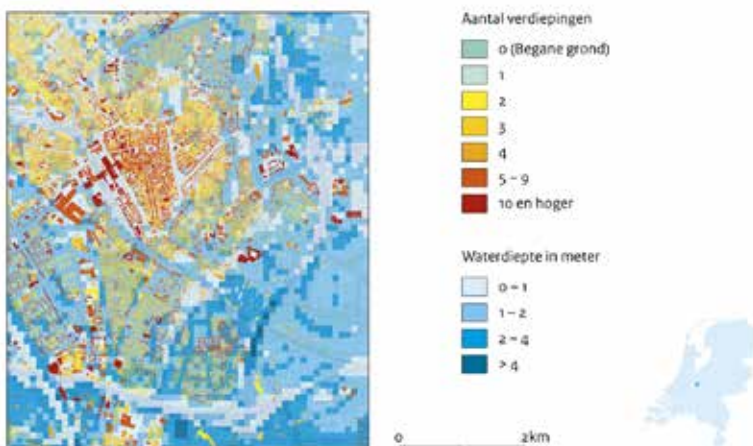 Aantal verdiepingen
0 (Begane grond)
1
2
3
4
5 – 9
10 en hoger
Waterdiepte in meter
0 – 1
1 – 2
2 – 4
> 4
0 2km